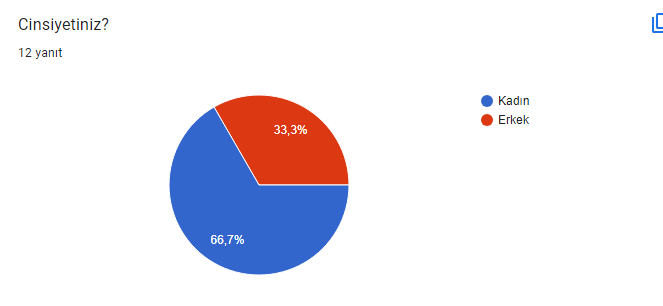 Cinsiyetiniz?
12 yanıt
Kadın
Erkek
33,3%
66,7%